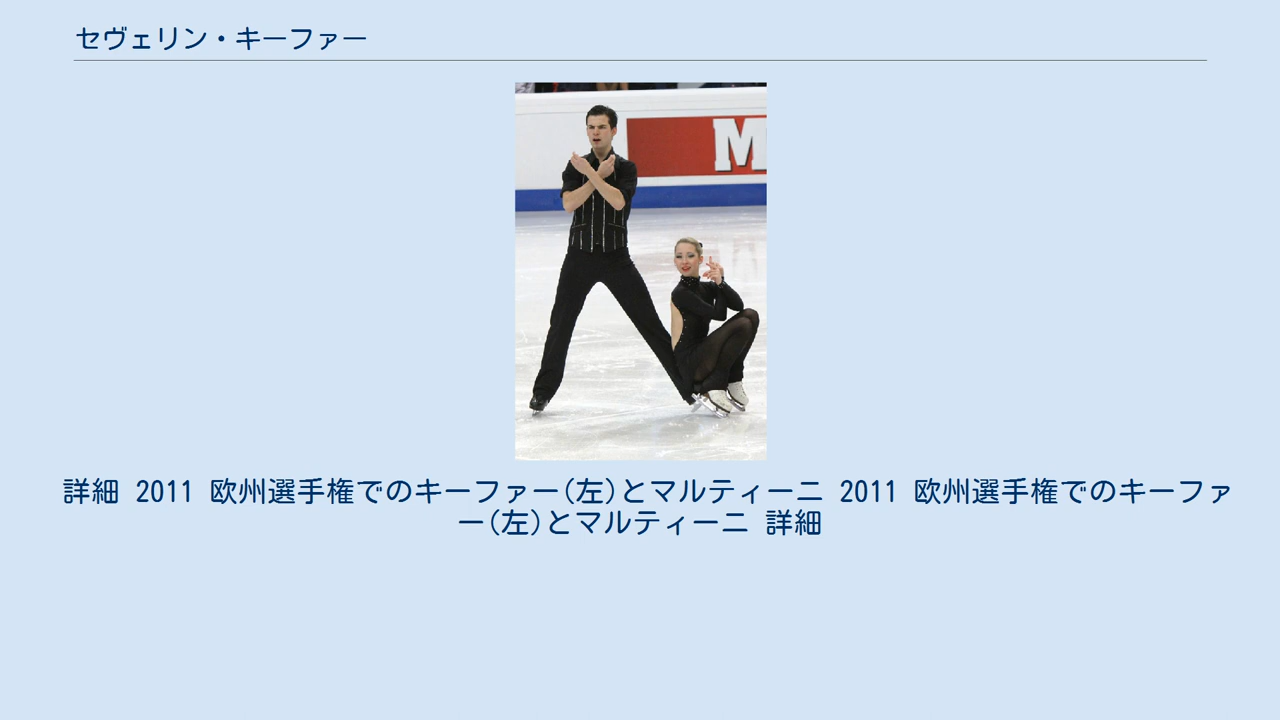 セヴェリン・キーファー
M
詳細 2011 欧州選手権でのキーファー(左)とマルティーニ 2011 欧州選手権でのキーファ
ー(左)とマルティーニ 詳細